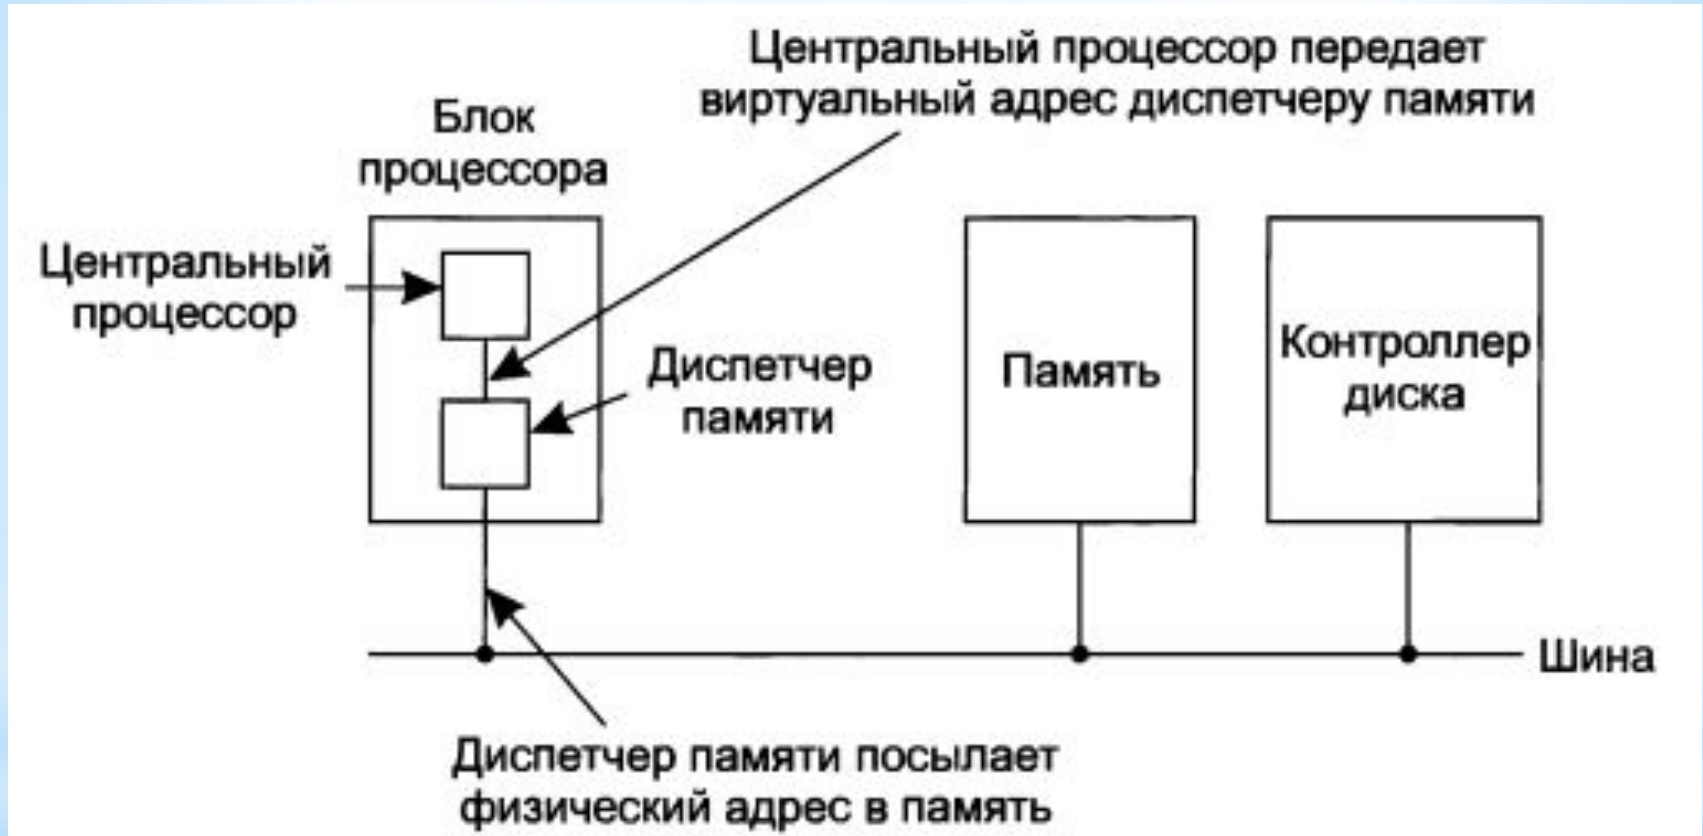 Центральный процессор передает
виртуальный адрес диспетчеру памяти
Блок
процессора
Центральный
процессор
Диспетчер
памяти
Память
Контроллер
диска
Шина
Диспетчер памяти посылает
физический адрес в память